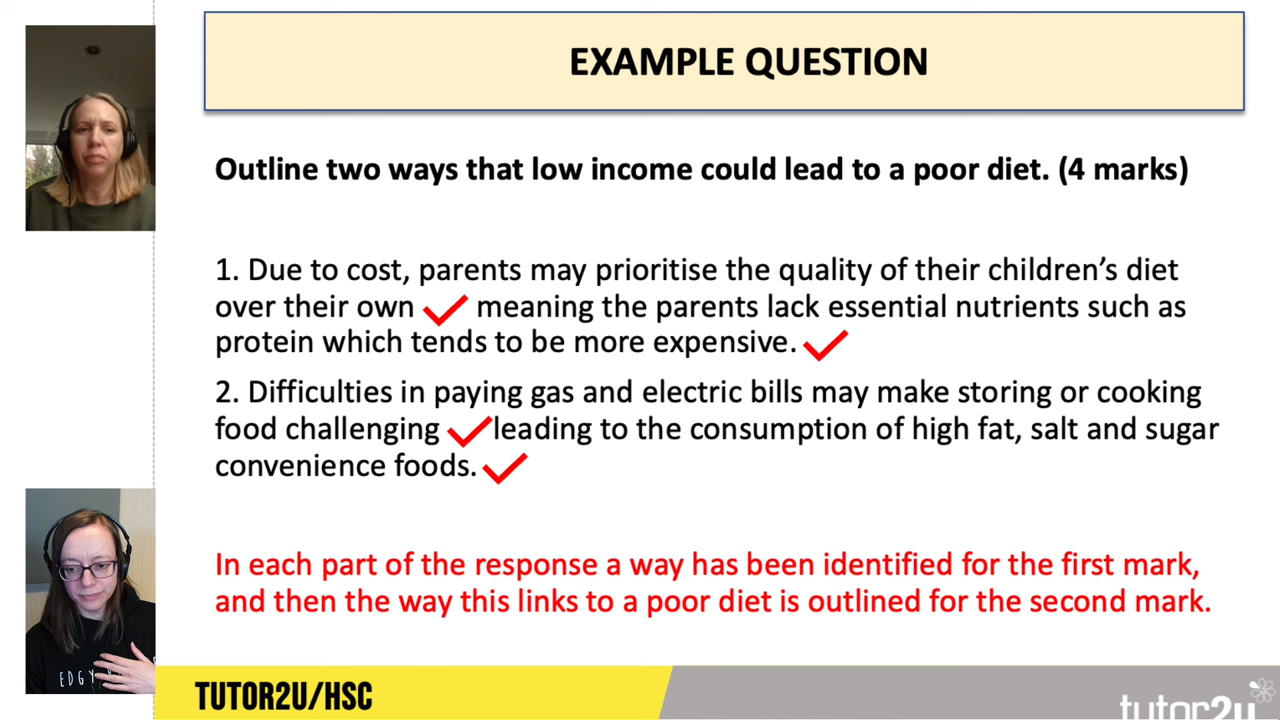 EXAMPLE QUESTION
Outline two ways that low income could lead to a poor diet. (4 marks)
1. Due to cost, parents may prioritise the quality of their children’s diet
over their own meaning the parents lack essential nutrients such as
protein which tends to be more expensive.
2. Difficulties in paying gas and electric bills may make storing or cooking
food challenging leading to the consumption of high fat, salt and sugar
convenience foods.
In each part of the response a way has been identified for the first mark,
and then the way this links to a poor diet is outlined for the second mark.
EDGY
TUTOR2U/HSC
tutor2u